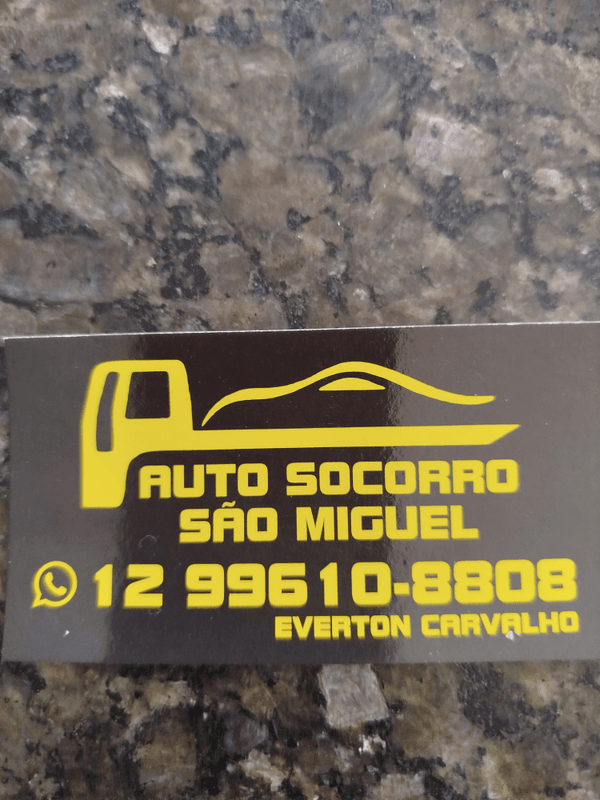 AUTO SOCORRO
SÃO MIGUEL
12 99610-8808
EVERTON CARVALHO